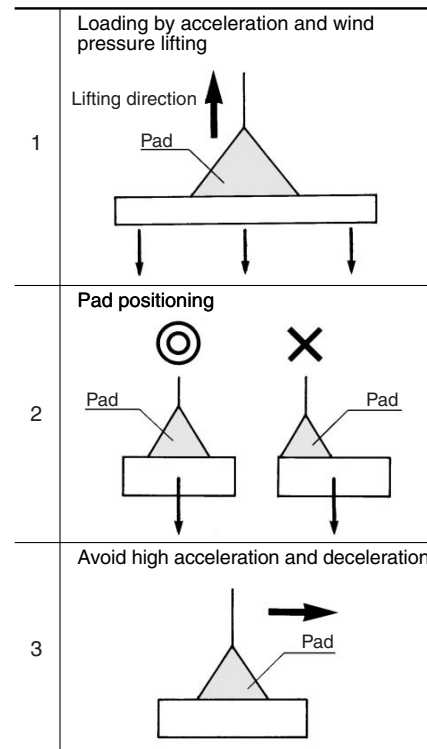 1
Loading by acceleration and wind
pressure lifting
Lifting direction
Pad
2
Pad positioning
Pad
Pad
3
Avoid high acceleration and deceleration
Pad